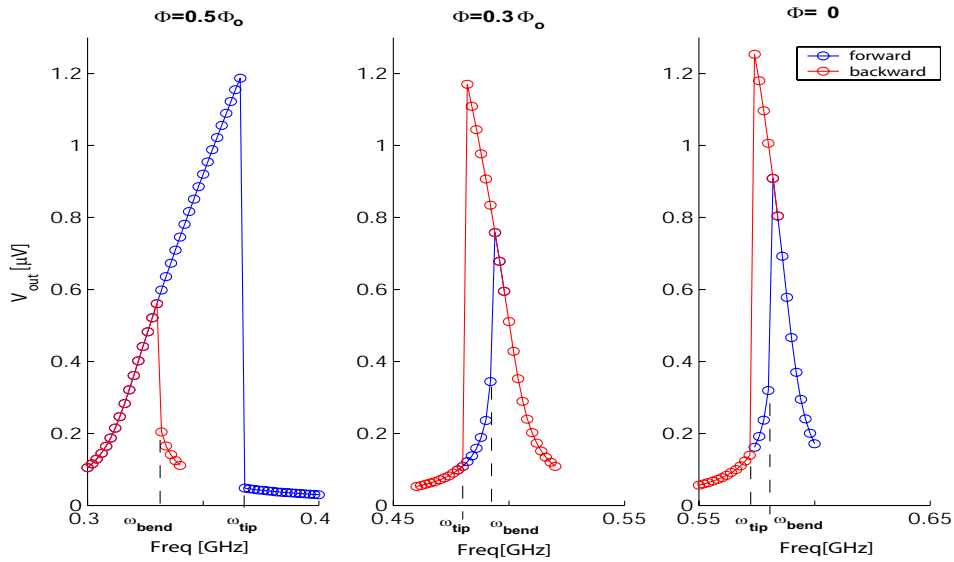 Φ=0.5Φo
Φ=0.3Φo
Φ= 0
forward
backward
V out [μV]
1.2
1
0.8
0.6
0.4
0.2
0
0.3
0.4
ωbend
ωtip
Freq [GHz]
1.2
1
0.8
0.6
0.4
0.2
0
0.45
0.55
ωtip
ωbend
Freq[GHz]
1.2
1
0.8
0.6
0.4
0.2
0
0.55
0.65
ωtip
ωbend
Freq[GHz]